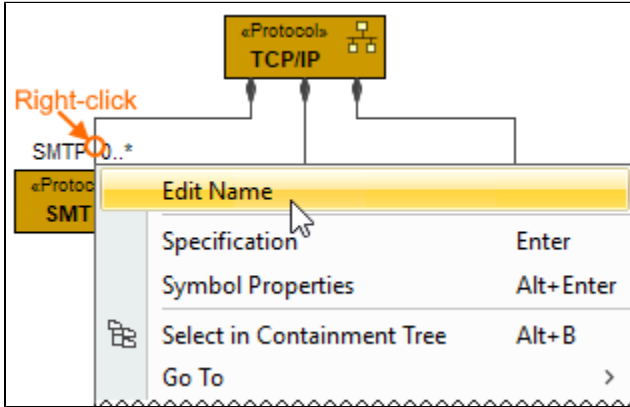 «Protocol»
TCP/IP
Right-click
SMTP 0..*
«Protoc
SMT
Edit Name
Specification Enter
Symbol Properties Alt+Enter
Select in Containment Tree Alt+B
Go To >